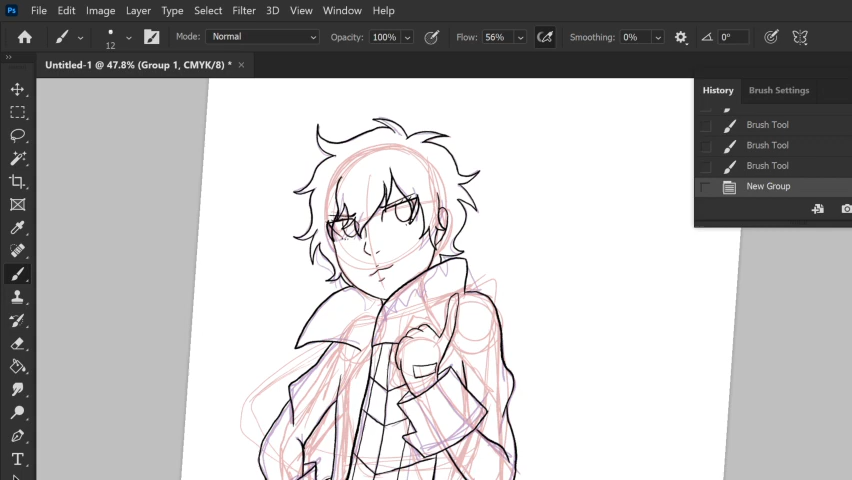 Ps File Edit Image Layer Type Select Filter 3D View Window Help
12 Mode: Normal Opacity: 100% Flow: 56% Smoothing: 0% 0°
Untitled-1 @ 47.8% (Group 1, CMYK/8) * ×
History Brush Settings
Brush Tool
Brush Tool
Brush Tool
New Group
T